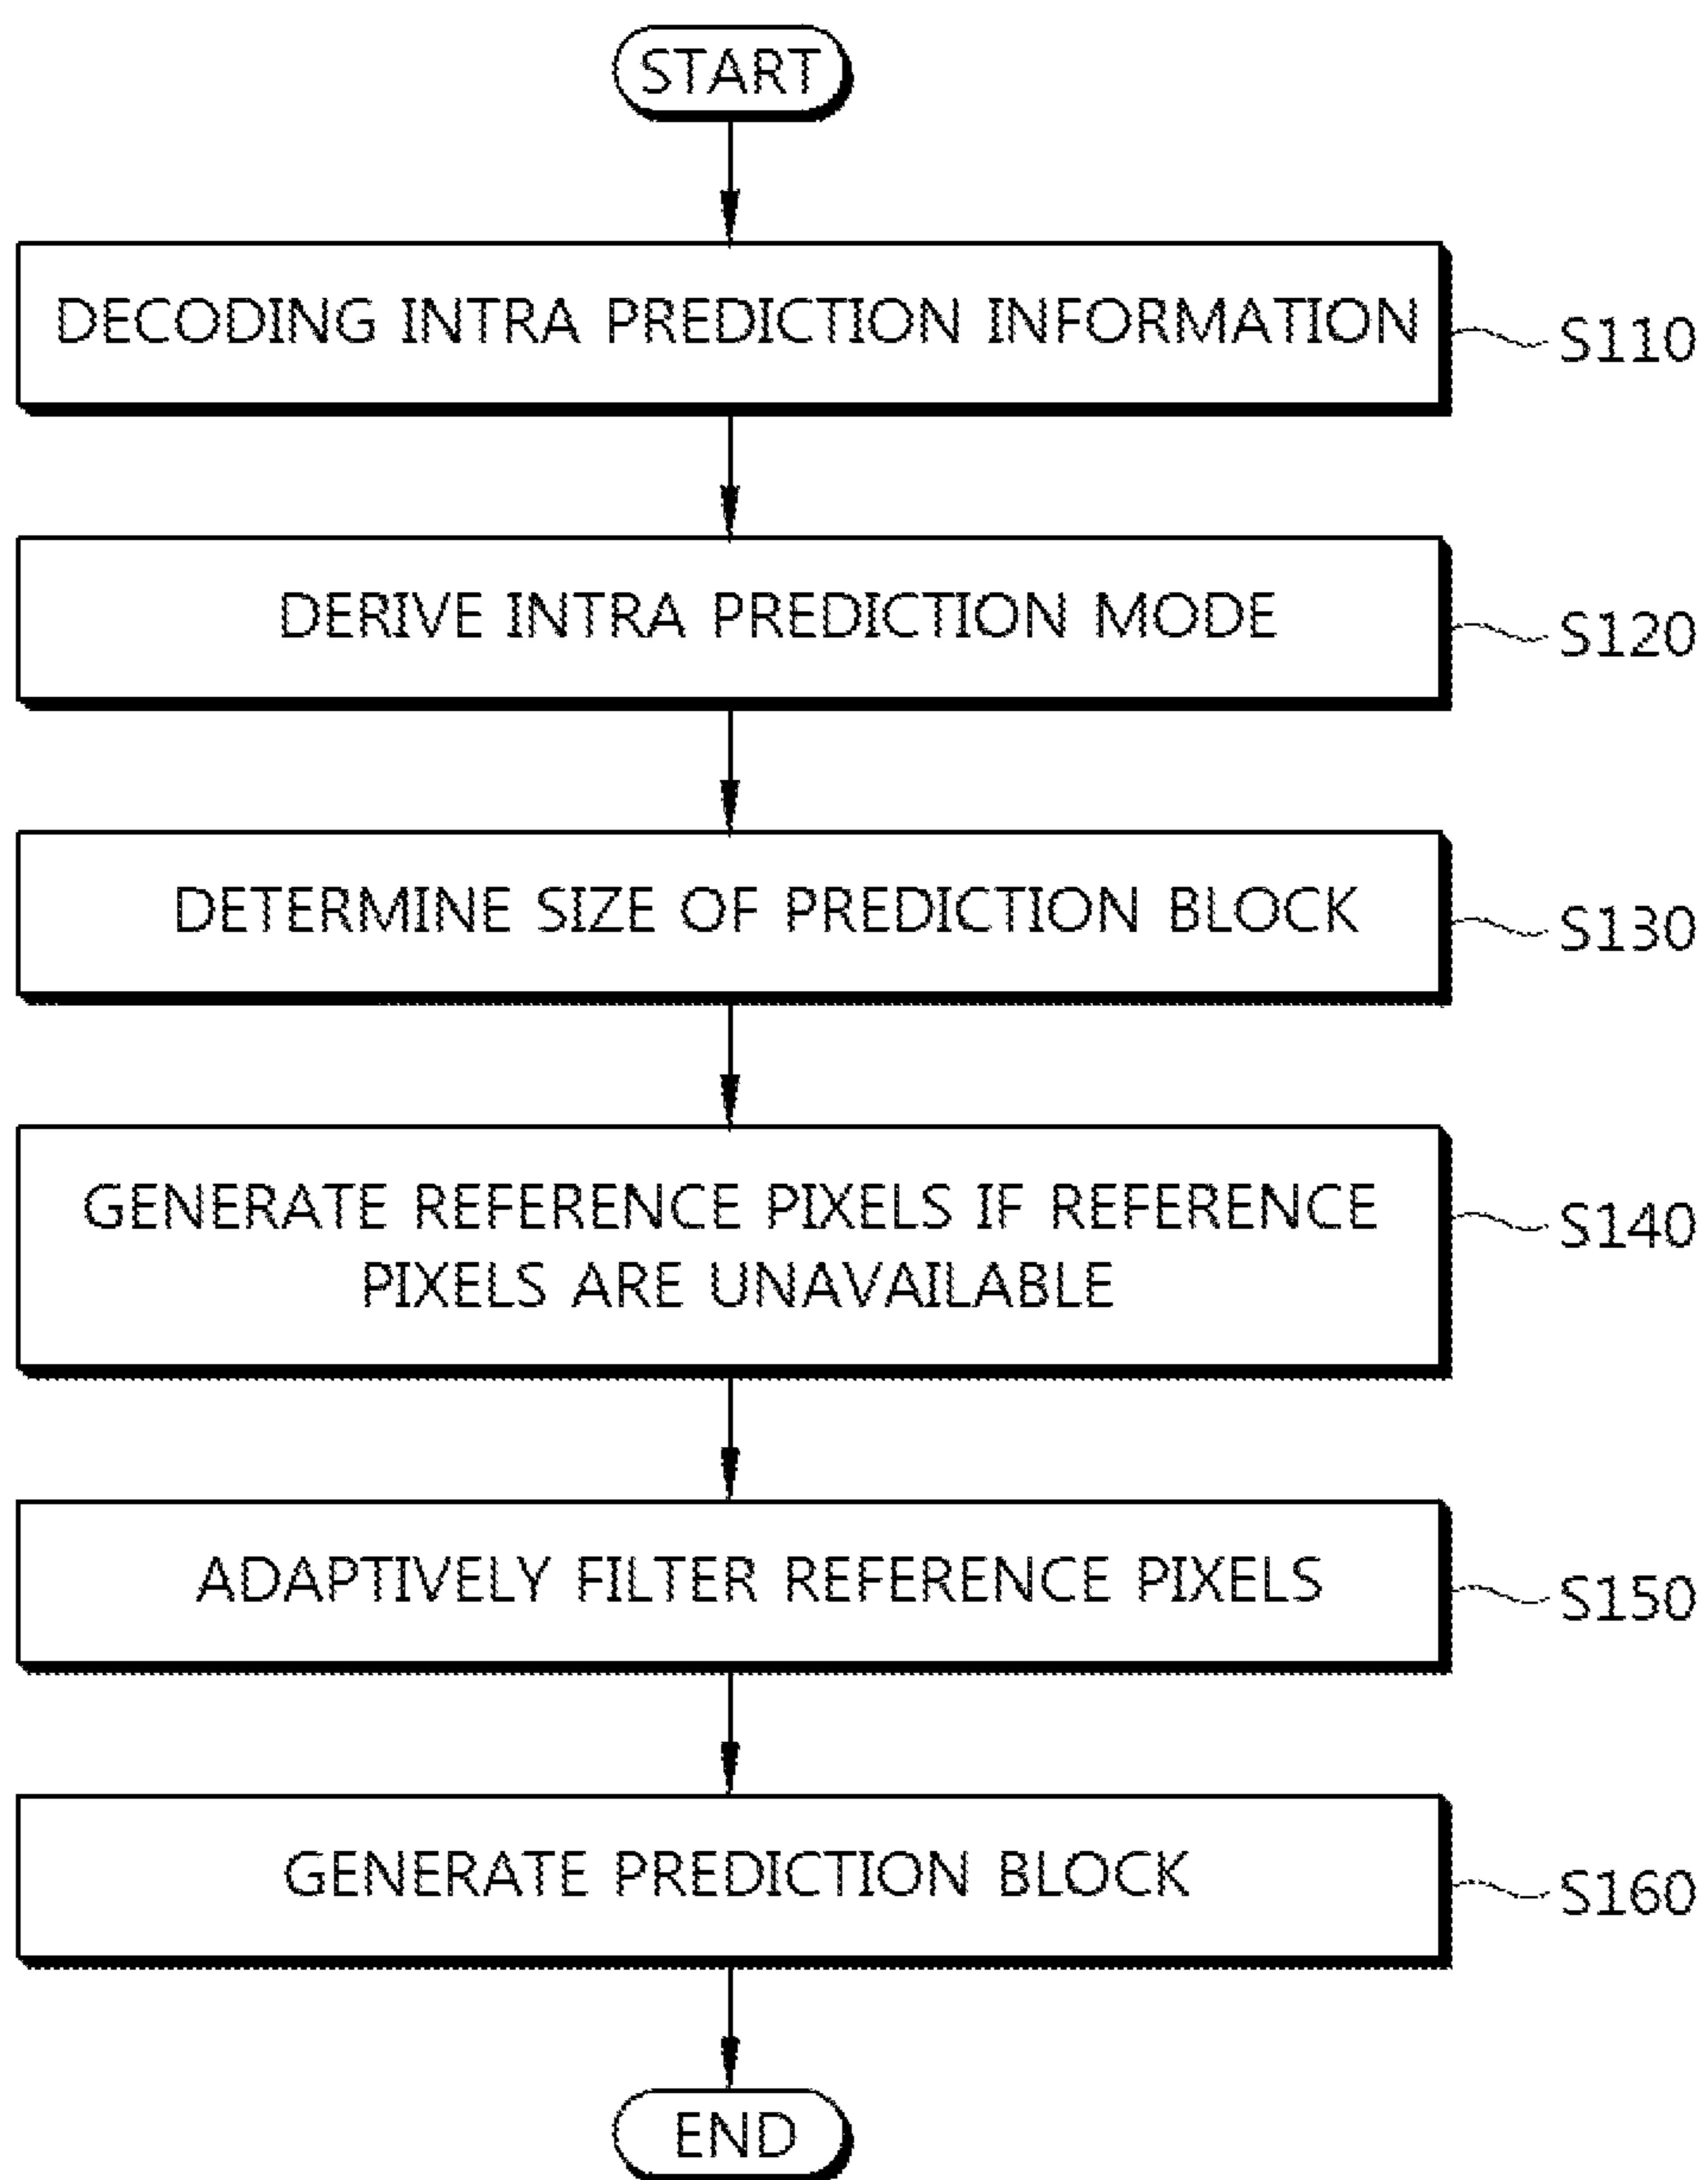 START
DECODING INTRA PREDICTION INFORMATION
S110
DERIVE INTRA PREDICTION MODE
S120
DETERMINE SIZE OF PREDICTION BLOCK
S130
GENERATE REFERENCE PIXELS IF REFERENCE
PIXELS ARE UNAVAILABLE
S140
ADAPTIVELY FILTER REFERENCE PIXELS
S150
GENERATE PREDICTION BLOCK
S160
END